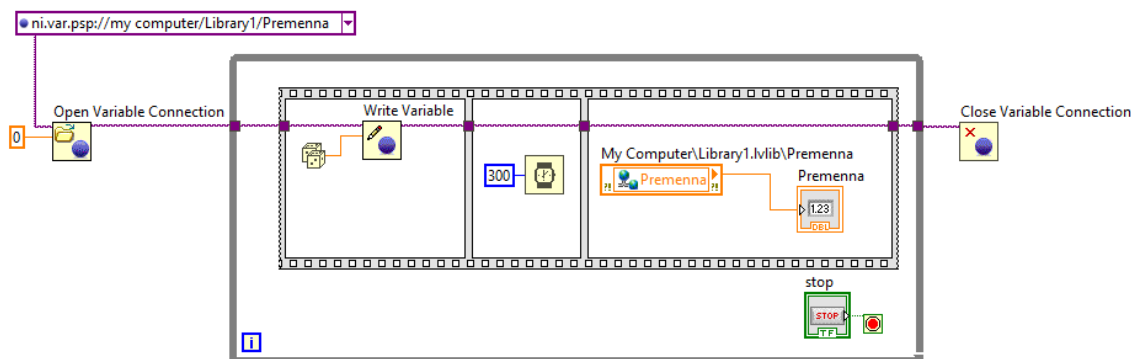 ni.var.psp://my computer/Library1/Premenna
Open Variable Connection
Write Variable
Close Variable Connection
0
300
My Computer\Library1.lvlib\Premenna
Premenna
?!
?!
Premenna
1.23
DBL
stop
STOP
TF
i